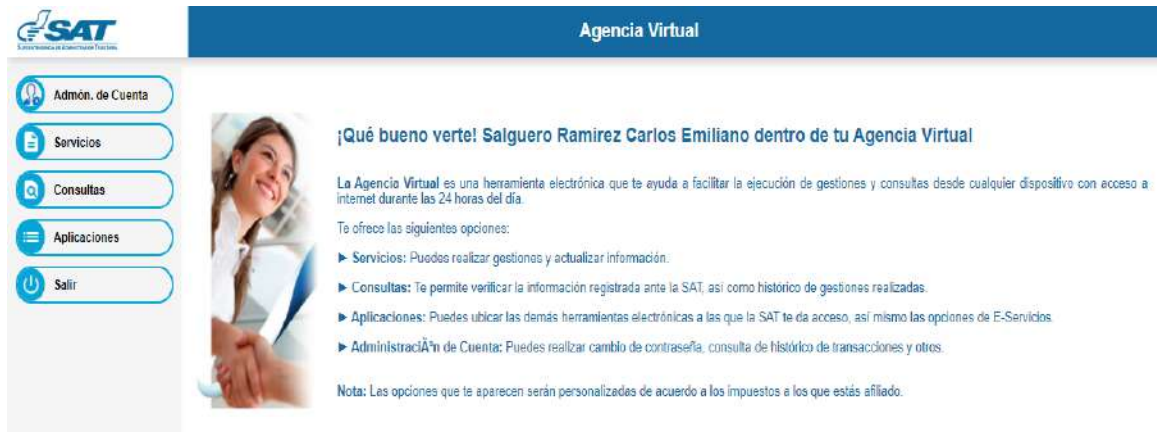 SAT
SUPERINTENDENCIA DE ADMINISTRACIÓN TRIBUTARIA
Agencia Virtual
Admón. de Cuenta
Servicios
Consultas
Aplicaciones
Salir
¡Qué bueno verte! Salguero Ramirez Carlos Emiliano dentro de tu Agencia Virtual
La Agencia Virtual es una herramienta electrónica que te ayuda a facilitar la ejecución de gestiones y consultas desde cualquier dispositivo con acceso a
internet durante las 24 horas del día.
Te ofrece las siguientes opciones:
► Servicios: Puedes realizar gestiones y actualizar información.
► Consultas: Te permite verificar la información registrada ante la SAT, así como histórico de gestiones realizadas.
► Aplicaciones: Puedes ubicar las demás herramientas electrónicas a las que la SAT te da acceso, así mismo las opciones de E-Servicios.
► AdministraciÃ³n de Cuenta: Puedes realizar cambio de contraseña, consulta de histórico de transacciones y otros.
Nota: Las opciones que te aparecen serán personalizadas de acuerdo a los impuestos a los que estás afiliado.